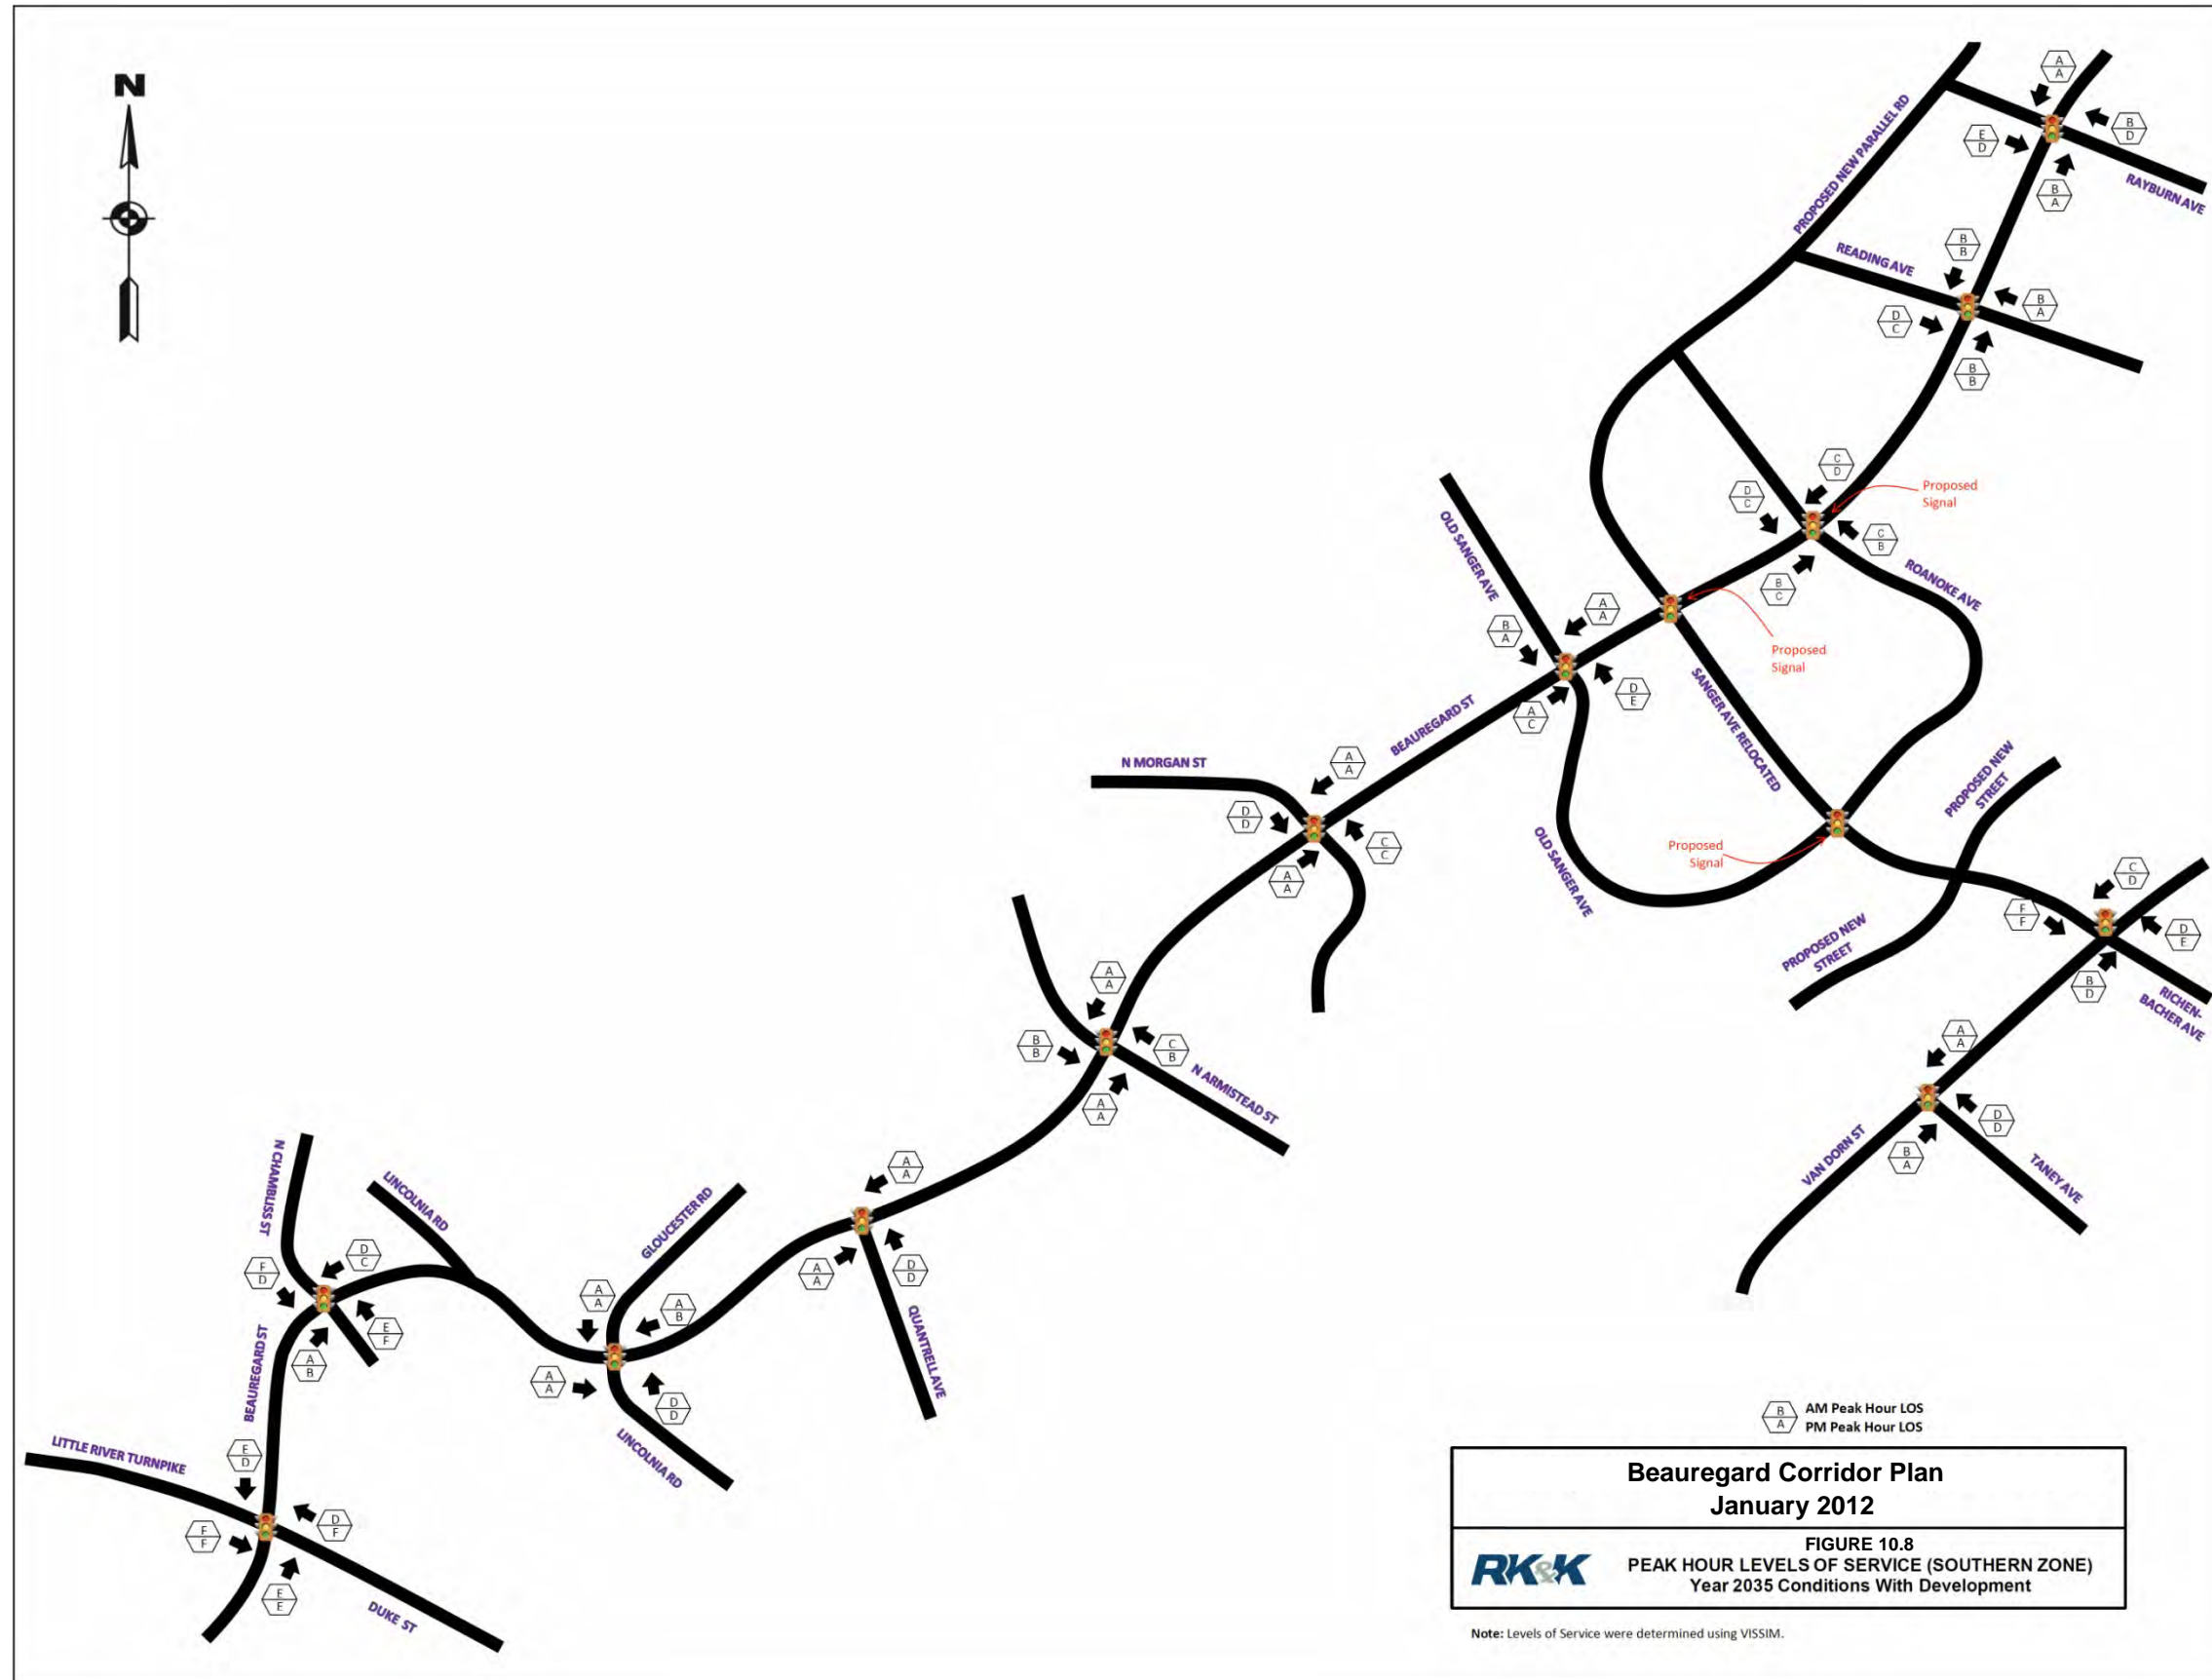 N
A
A
B
D
E
D
B
A
PROPOSED NEW PARALLEL RD
RAYBURN AVE
B
B
READING AVE
B
A
D
C
B
B
C
D
D
C
Proposed
Signal
C
B
B
C
ROANOKE AVE
OLD SANGER AVE
A
A
B
A
Proposed
Signal
D
E
A
C
SANGER AVE RELOCATED
BEAUREGARD ST
N MORGAN ST
A
A
D
D
C
C
A
A
PROPOSED NEW
STREET
OLD SANGER AVE
Proposed
Signal
C
D
F
F
D
E
PROPOSED NEW
STREET
B
D
RICHEN-
BACHER AVE
A
A
B
B
C
B
A
A
N ARMISTEAD ST
A
A
D
D
B
A
VAN DORN ST
TANEY AVE
N CHAMBLISS ST
LINCOLNIA RD
GLOUCESTER RD
A
A
A
A
D
D
QUANTRELL AVE
D
C
F
D
E
F
A
B
A
A
A
B
A
A
D
D
LINCOLNIA RD
BEAUREGARD ST
LITTLE RIVER TURNPIKE
E
D
D
F
F
F
E
DUKE ST
B
A
AM Peak Hour LOS
PM Peak Hour LOS
Beauregard Corridor Plan
January 2012
RK&K
FIGURE 10.8
PEAK HOUR LEVELS OF SERVICE (SOUTHERN ZONE)
Year 2035 Conditions With Development
Note: Levels of Service were determined using VISSIM.